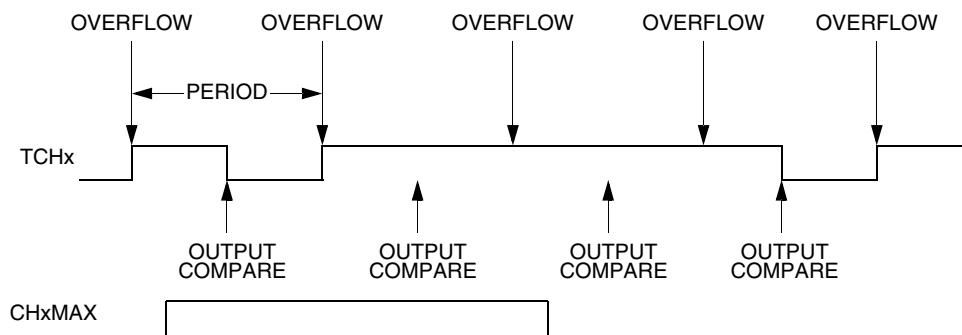 OVERFLOW OVERFLOW OVERFLOW OVERFLOW OVERFLOW
PERIOD
TCHx
OUTPUT COMPARE
OUTPUT COMPARE
OUTPUT COMPARE
OUTPUT COMPARE
CHxMAX